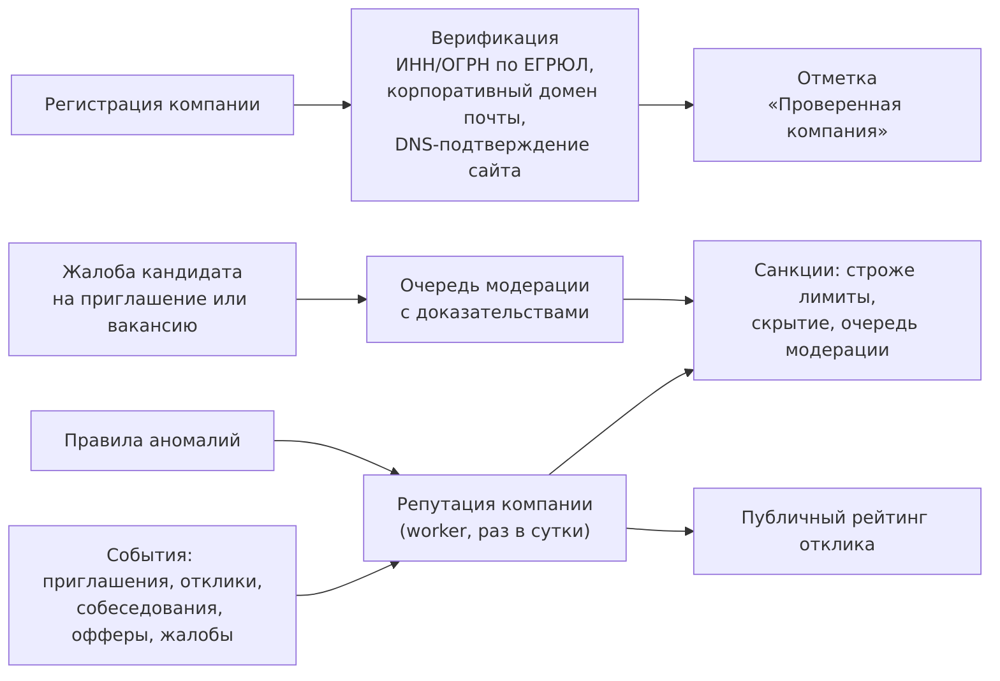 Регистрация компании
Верификация
ИНН/ОГРН по ЕГРЮЛ,
корпоративный домен
почты,
DNS-подтверждение
сайта
Отметка
«Проверенная
компания»
Жалоба кандидата
на приглашение или
вакансию
Очередь модерации
с доказательствами
Санкции: строже
лимиты,
скрытие, очередь
модерации
Правила аномалий
События:
приглашения, отклики,
собеседования,
офферы, жалобы
Репутация компании
(worker, раз в сутки)
Публичный рейтинг
отклика